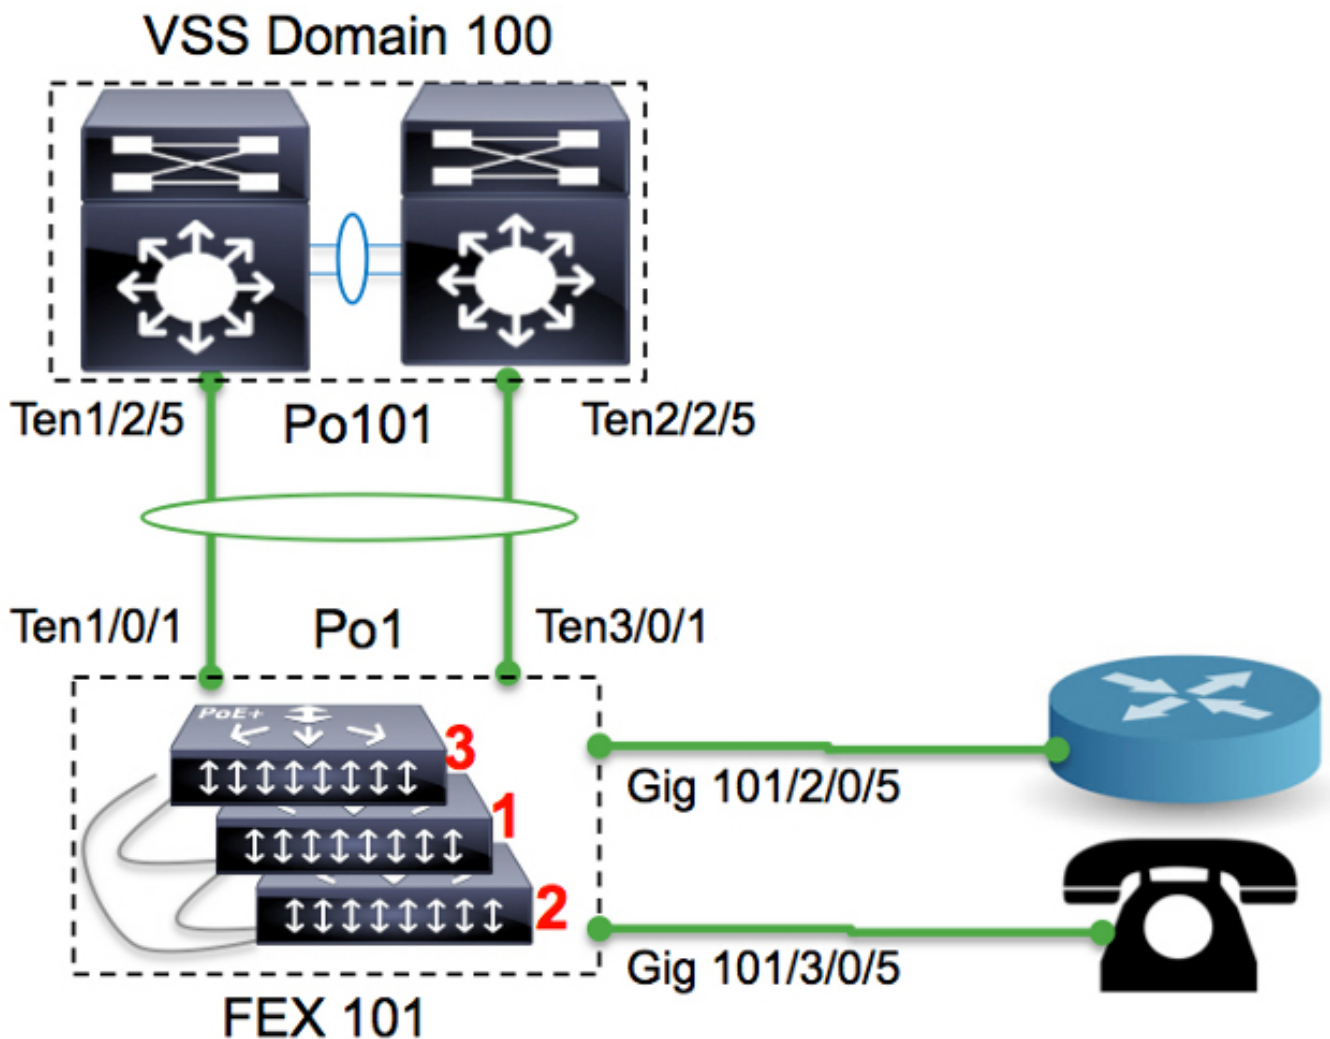 VSS Domain 100
Ten1/2/5
Po101
Ten2/2/5
Ten1/0/1
Po1
Ten3/0/1
PoE+
3
1
2
Gig 101/2/0/5
Gig 101/3/0/5
FEX 101